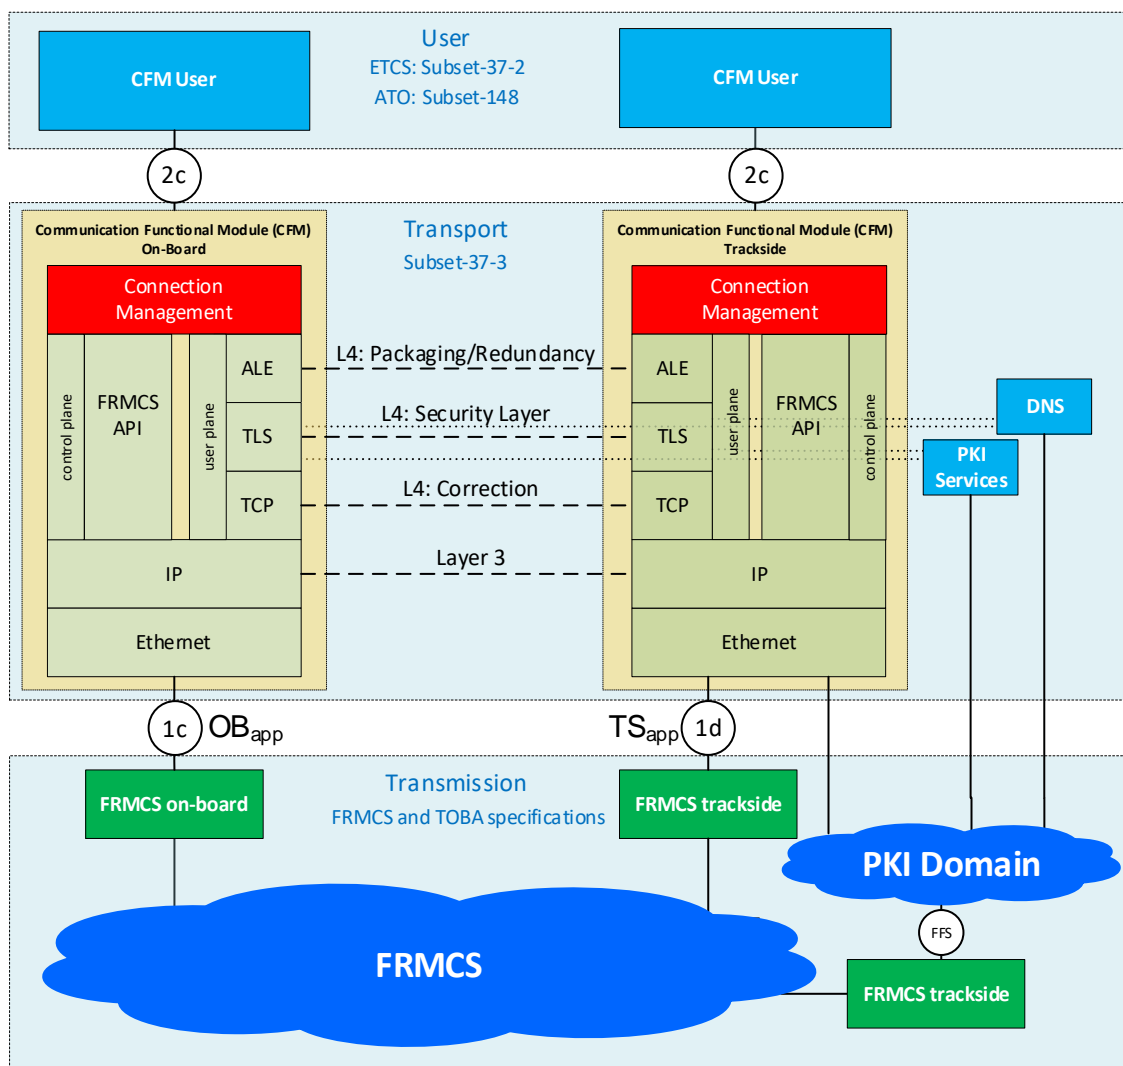 User
ETCS: Subset-37-2
ATO: Subset-148
CFM User
CFM User
2c
2c
Communication Functional Module (CFM)
On-Board
Transport
Subset-37-3
Communication Functional Module (CFM)
Trackside
Connection
Management
Connection
Management
control plane
FRMCS
API
user plane
ALE
TLS
TCP
IP
Ethernet
L4: Packaging/Redundancy
L4: Security Layer
L4: Correction
Layer 3
ALE
TLS
TCP
user plane
FRMCS
API
control plane
IP
Ethernet
DNS
PKI
Services
1c
OBapp
TSapp
1d
Transmission
FRMCS and TOBA specifications
FRMCS on-board
FRMCS trackside
PKI Domain
FFS
FRMCS
FRMCS trackside